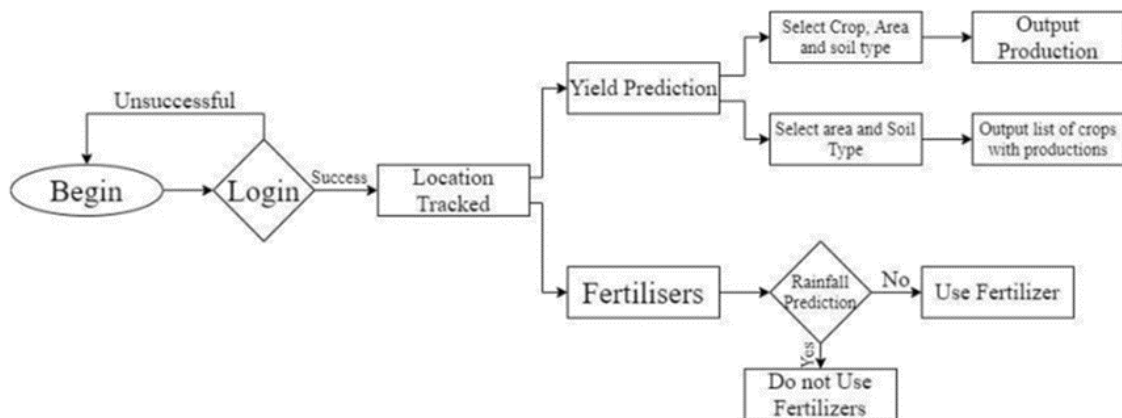 Unsuccessful
Begin
Login
Success
Location
Tracked
Yield Prediction
Select Crop, Area
and soil type
Output
Production
Select area and Soil
Type
Output list of crops
with productions
Fertilisers
Rainfall
Prediction
No
Use Fertilizer
Yes
Do not Use
Fertilizers